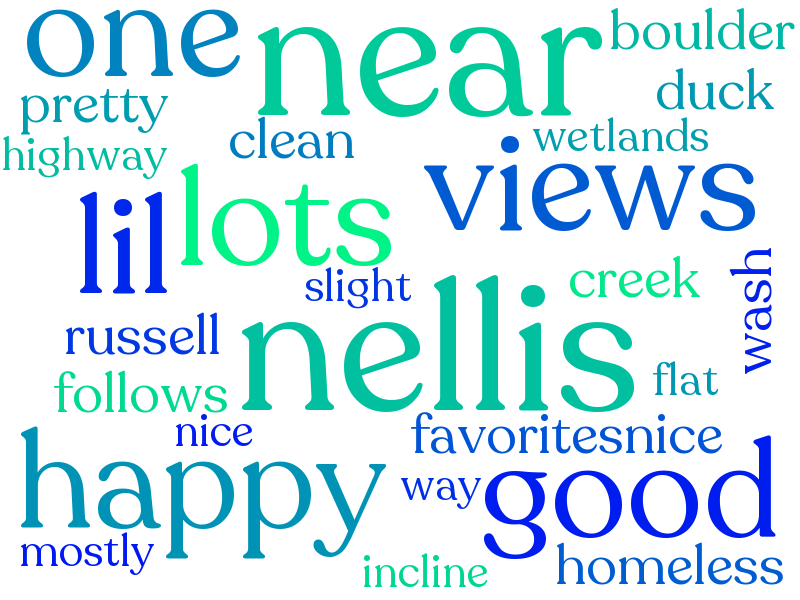 one
near
boulder
pretty
duck
clean
wetlands
highway
views
lil
lots
slight
creek
wash
russell
nellis
follows
flat
nice
favoritesnice
happy
way
good
mostly
incline
homeless